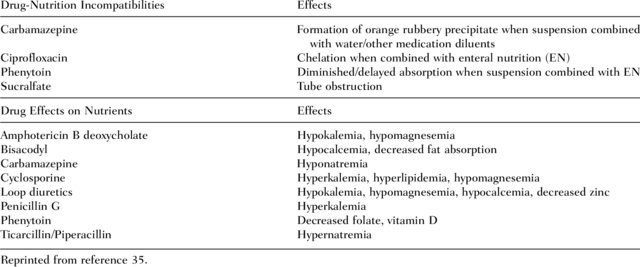 Drug-Nutrition Incompatibilities Effects
Carbamazepine Formation of orange rubbery precipitate when suspension combined
with water/other medication diluents
Ciprofloxacin Chelation when combined with enteral nutrition (EN)
Phenytoin Diminished/delayed absorption when suspension combined with EN
Sucralfate Tube obstruction
Drug Effects on Nutrients Effects
Amphotericin B deoxycholate Hypokalemia, hypomagnesemia
Bisacodyl Hypocalcemia, decreased fat absorption
Carbamazepine Hyponatremia
Cyclosporine Hyperkalemia, hyperlipidemia, hypomagnesemia
Loop diuretics Hypokalemia, hypomagnesemia, hypocalcemia, decreased zinc
Penicillin G Hyperkalemia
Phenytoin Decreased folate, vitamin D
Ticarcillin/Piperacillin Hypernatremia
Reprinted from reference 35.